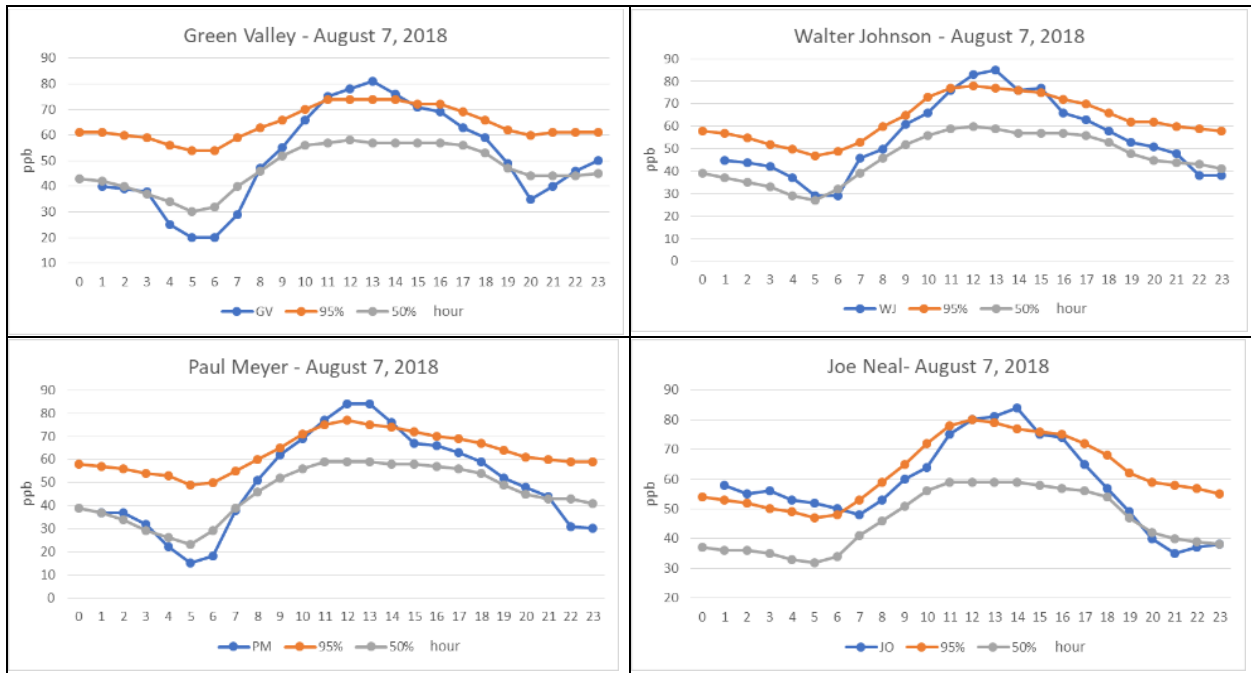 Green Valley - August 7, 2018
90
80
70
60
50
40
30
20
10
ppb
0 1 2 3 4 5 6 7 8 9 10 11 12 13 14 15 16 17 18 19 20 21 22 23
GV 95% 50% hour
Walter Johnson - August 7, 2018
90
80
70
60
50
40
30
20
10
0
ppb
0 1 2 3 4 5 6 7 8 9 10 11 12 13 14 15 16 17 18 19 20 21 22 23
WJ 95% 50% hour
Paul Meyer - August 7, 2018
90
80
70
60
50
40
30
20
10
0
ppb
0 1 2 3 4 5 6 7 8 9 10 11 12 13 14 15 16 17 18 19 20 21 22 23
PM 95% 50% hour
Joe Neal- August 7, 2018
90
80
70
60
50
40
30
20
ppb
0 1 2 3 4 5 6 7 8 9 10 11 12 13 14 15 16 17 18 19 20 21 22 23
JO 95% 50% hour